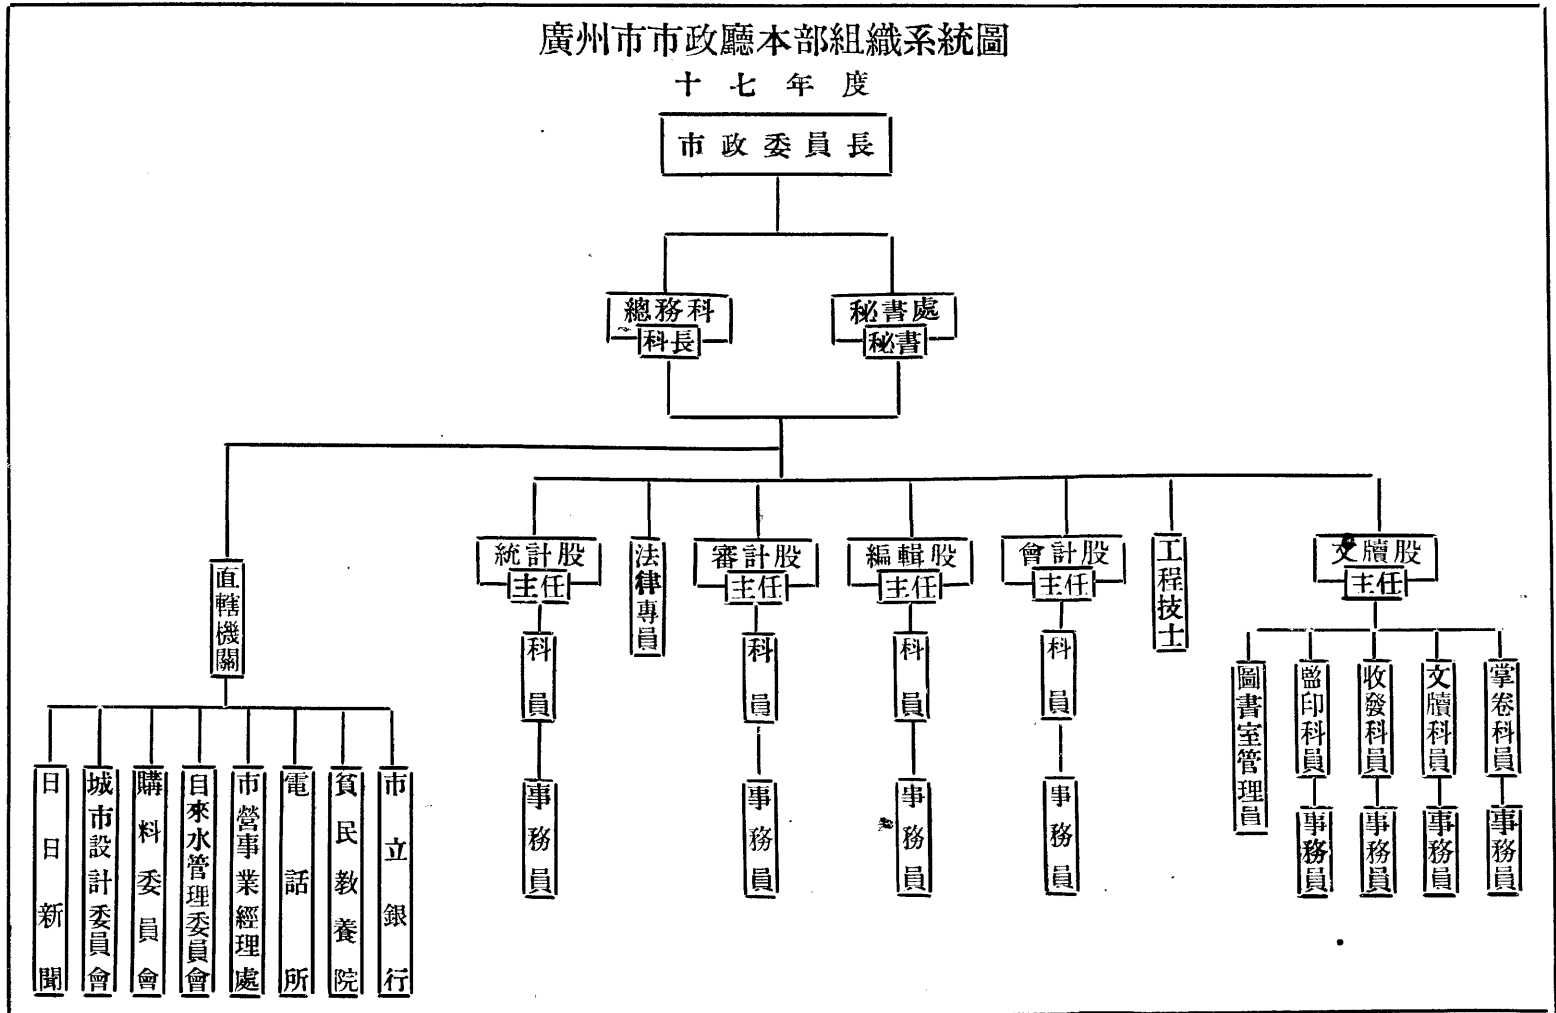 廣州市市政廳本部組織系統圖
十七年度
市政委員長
總務科
科長
秘書處
秘書
直轄機關
統計股
主任
法律專員
審計股
主任
編輯股
主任
會計股
主任
工程技士
文牘股
主任
科員
科員
科員
科員
事務員
事務員
事務員
事務員
圖書室管理員
監印科員
收發科員
文牘科員
掌卷科員
事務員
事務員
事務員
事務員
日日新聞
城市設計委員會
購料委員會
自來水管理委員會
市營事業經理處
電話所
貧民教養院
市立銀行